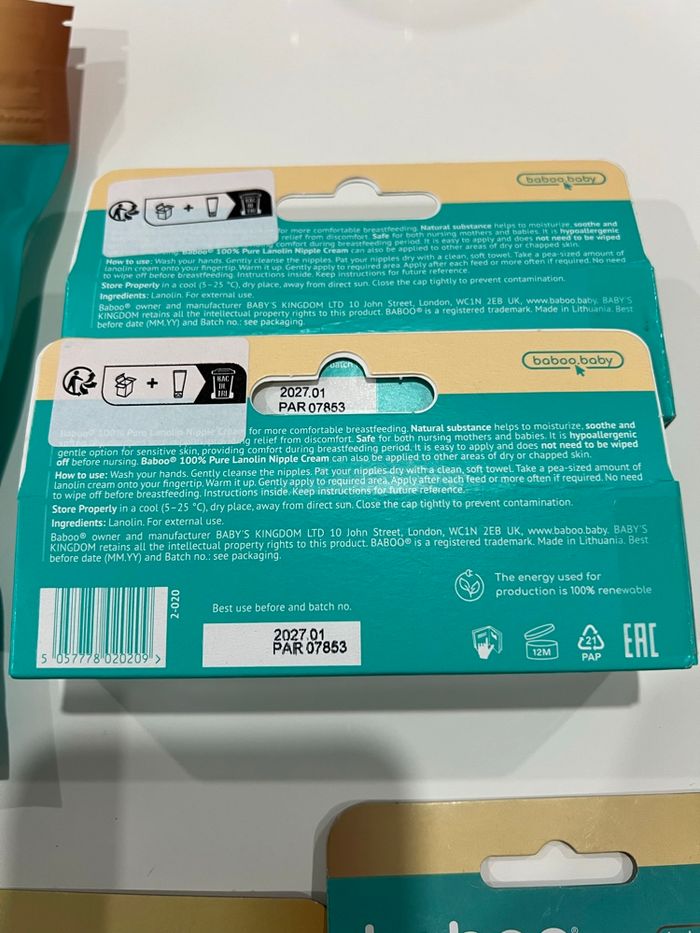 baboo.baby
for more comfortable breastfeeding. Natural substance helps to moisturize, soothe and
relief from discomfort. Safe for both nursing mothers and babies. It is hypoallergenic
comfort during breastfeeding period. It is easy to apply and does not need to be wiped
Baboo® 100% Pure Lanolin Nipple Cream can also be applied to other areas of dry or chapped skin.
How to use: Wash your hands. Gently cleanse the nipples. Pat your nipples dry with a clean, soft towel. Take a pea-sized amount of
lanolin cream onto your fingertip. Warm it up. Gently apply to required area. Apply after each feed or more often if required. No need
to wipe off before breastfeeding. Instructions inside. Keep instructions for future reference.
Store Properly in a cool (5–25 °C), dry place, away from direct sun. Close the cap tightly to prevent contamination.
Ingredients: Lanolin. For external use.
Baboo® owner and manufacturer BABY'S KINGDOM LTD 10 John Street, London, WC1N 2EB UK, www.baboo.baby. BABY'S
KINGDOM retains all the intellectual property rights to this product. BABOO® is a registered trademark. Made in Lithuania. Best
before date (MM.YY) and Batch no.: see packaging.
BAC
DE
TRI
batch
2027.01
PAR 07853
baboo.baby
Baboo® 100% Pure Lanolin Nipple Cream for more comfortable breastfeeding. Natural substance helps to moisturize, soothe and
relief from discomfort. Safe for both nursing mothers and babies. It is hypoallergenic
gentle option for sensitive skin, providing comfort during breastfeeding period. It is easy to apply and does not need to be wiped
off before nursing. Baboo® 100% Pure Lanolin Nipple Cream can also be applied to other areas of dry or chapped skin.
How to use: Wash your hands. Gently cleanse the nipples. Pat your nipples dry with a clean, soft towel. Take a pea-sized amount of
lanolin cream onto your fingertip. Warm it up. Gently apply to required area. Apply after each feed or more often if required. No need
to wipe off before breastfeeding. Instructions inside. Keep instructions for future reference.
Store Properly in a cool (5–25 °C), dry place, away from direct sun. Close the cap tightly to prevent contamination.
Ingredients: Lanolin. For external use.
Baboo® owner and manufacturer BABY'S KINGDOM LTD 10 John Street, London, WC1N 2EB UK, www.baboo.baby. BABY'S
KINGDOM retains all the intellectual property rights to this product. BABOO® is a registered trademark. Made in Lithuania. Best
before date (MM.YY) and Batch no.: see packaging.
The energy used for
production is 100% renewable
2-020
Best use before and batch no.
2027.01
PAR 07853
5 057778 020209 >
12M
21
PAP
EAC
baboo®